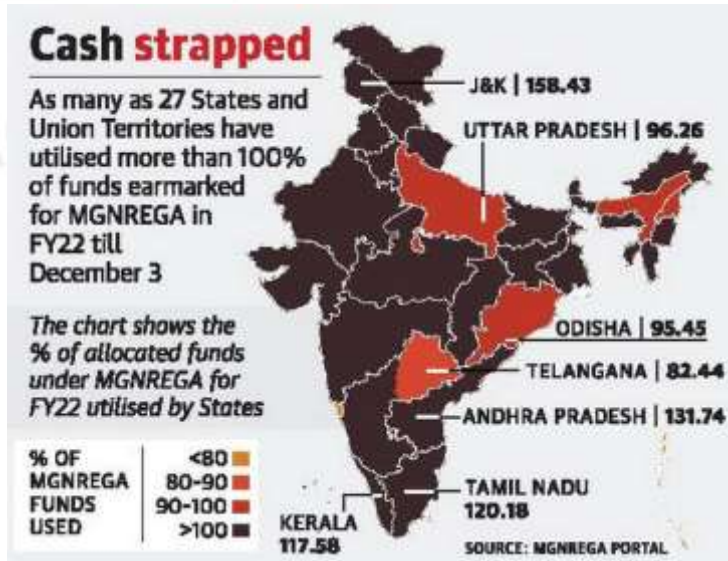 Cash strapped
As many as 27 States and
Union Territories have
utilised more than 100%
of funds earmarked
for MGNREGA in
FY22 till
December 3
The chart shows the
% of allocated funds
under MGNREGA for
FY22 utilised by States
% OF
MGNREGA
FUNDS
USED
<80
80-90
90-100
>100
J&K | 158.43
UTTAR PRADESH | 96.26
ODISHA | 95.45
TELANGANA | 82.44
ANDHRA PRADESH | 131.74
TAMIL NADU
120.18
KERALA
117.58
SOURCE: MGNREGA PORTAL